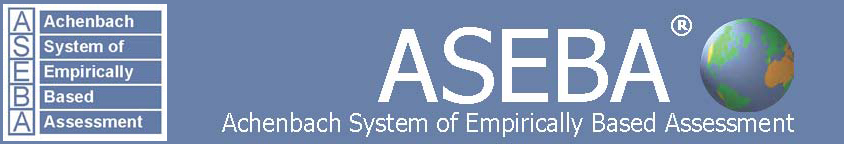 A Achenbach
S System of
E Empirically
B Based
A Assessment
ASEBA®
Achenbach System of Empirically Based Assessment